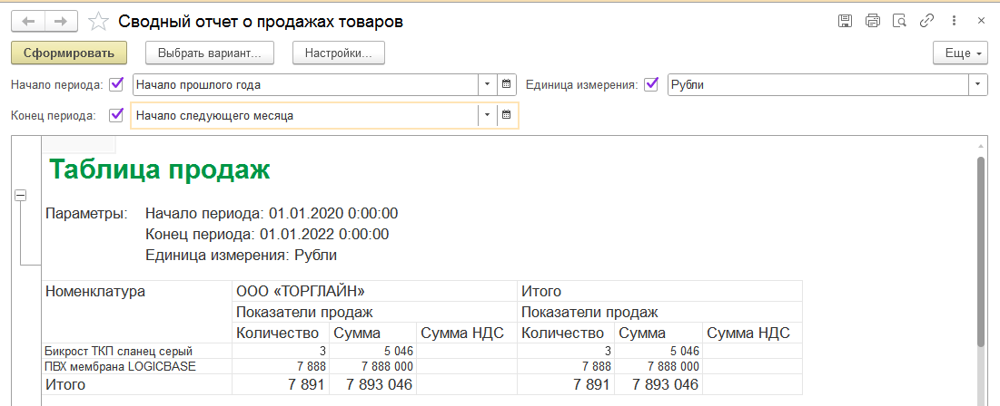 Сводный отчет о продажах товаров
Сформировать Выбрать вариант... Настройки... Еще
Начало периода: Начало прошлого года Единица измерения: Рубли
Конец периода: Начало следующего месяца
Таблица продаж
Параметры: Начало периода: 01.01.2020 0:00:00
Конец периода: 01.01.2022 0:00:00
Единица измерения: Рубли
Номенклатура ООО «ТОРГЛАЙН» Итого
Показатели продаж Показатели продаж
Количество Сумма Сумма НДС Количество Сумма Сумма НДС
Бикрост ТКП сланец серый 3 5 046 3 5 046
ПВХ мембрана LOGICBASE 7 888 7 888 000 7 888 7 888 000
Итого 7 891 7 893 046 7 891 7 893 046